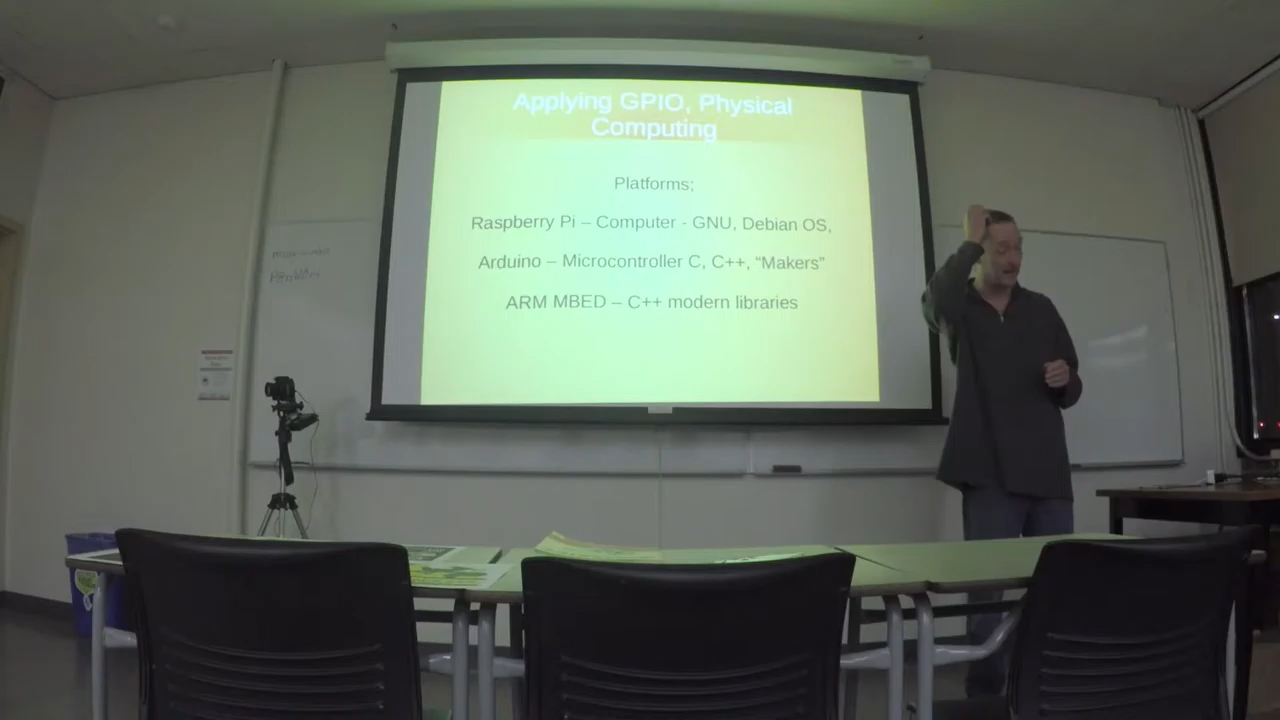 Applying GPIO, Physical
Computing
Platforms;
Raspberry Pi – Computer - GNU, Debian OS,
Arduino – Microcontroller C, C++, “Makers”
ARM MBED – C++ modern libraries